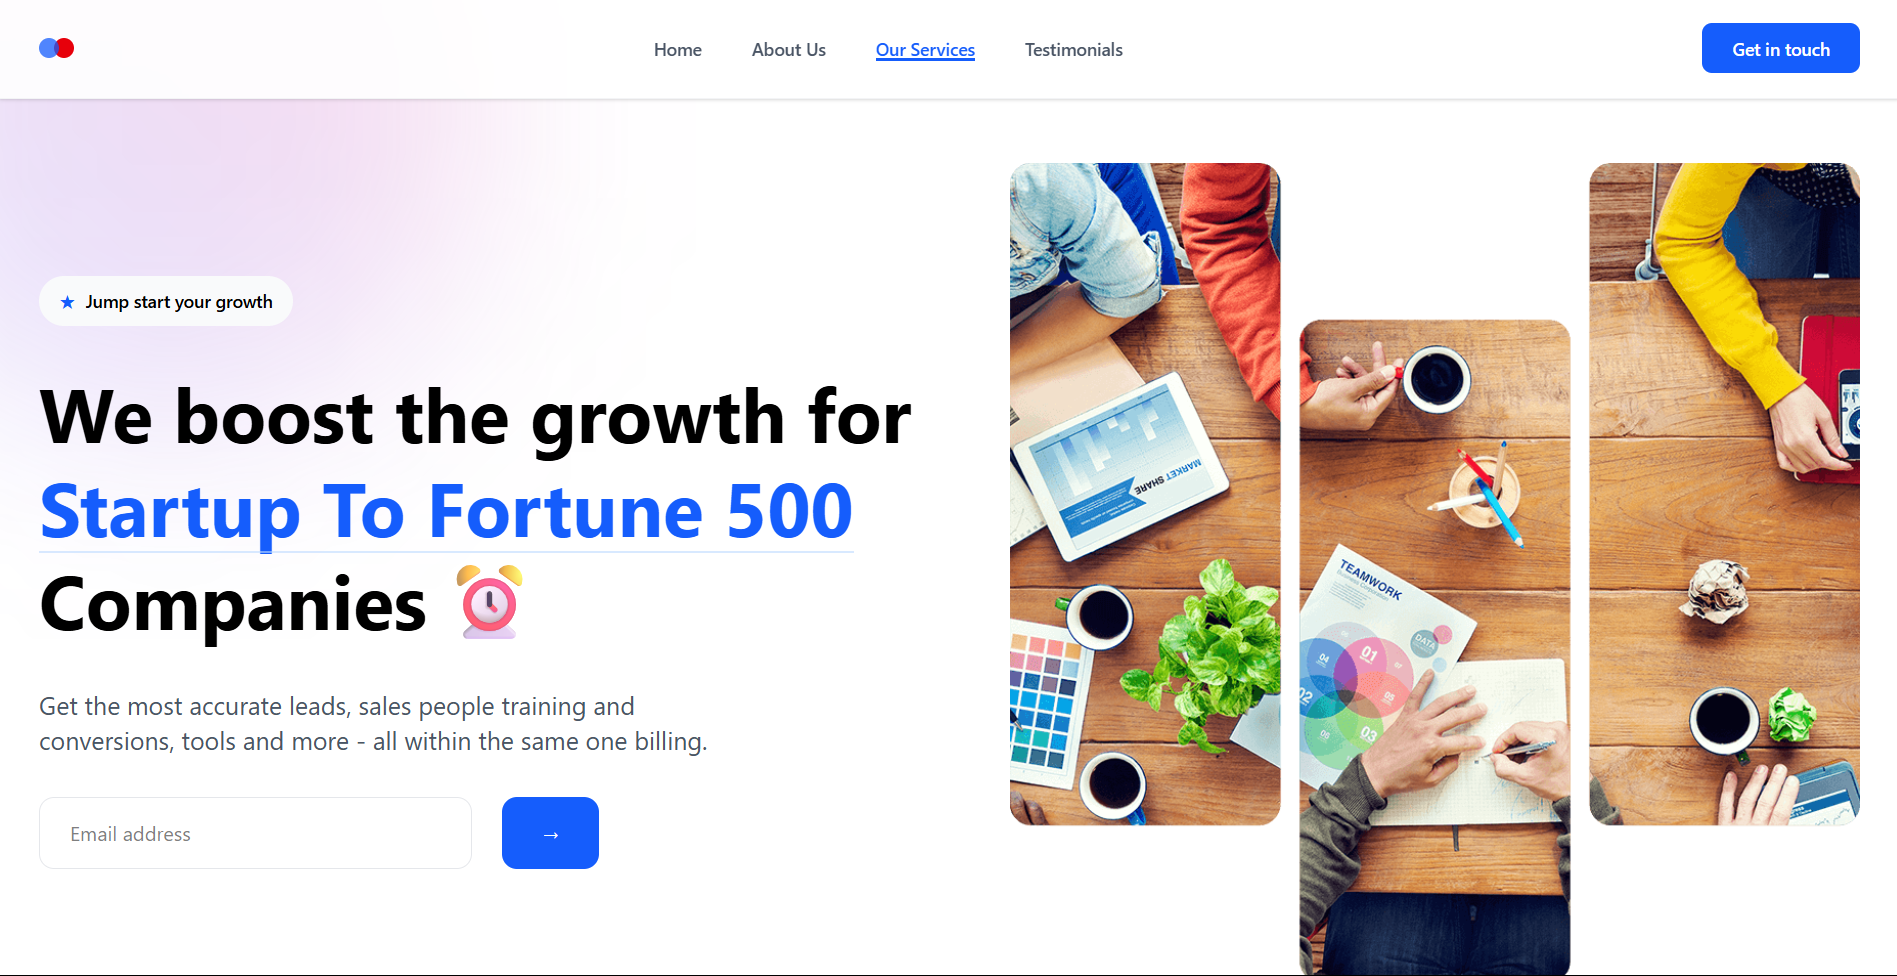 Home
About Us
Our Services
Testimonials
Get in touch
★ Jump start your growth
We boost the growth for
Startup To Fortune 500
Companies
Get the most accurate leads, sales people training and
conversions, tools and more - all within the same one billing.
Email address
→
MARKET SHARE
TEAMWORK
Business Corporation
DATA
01
02
03
04
05